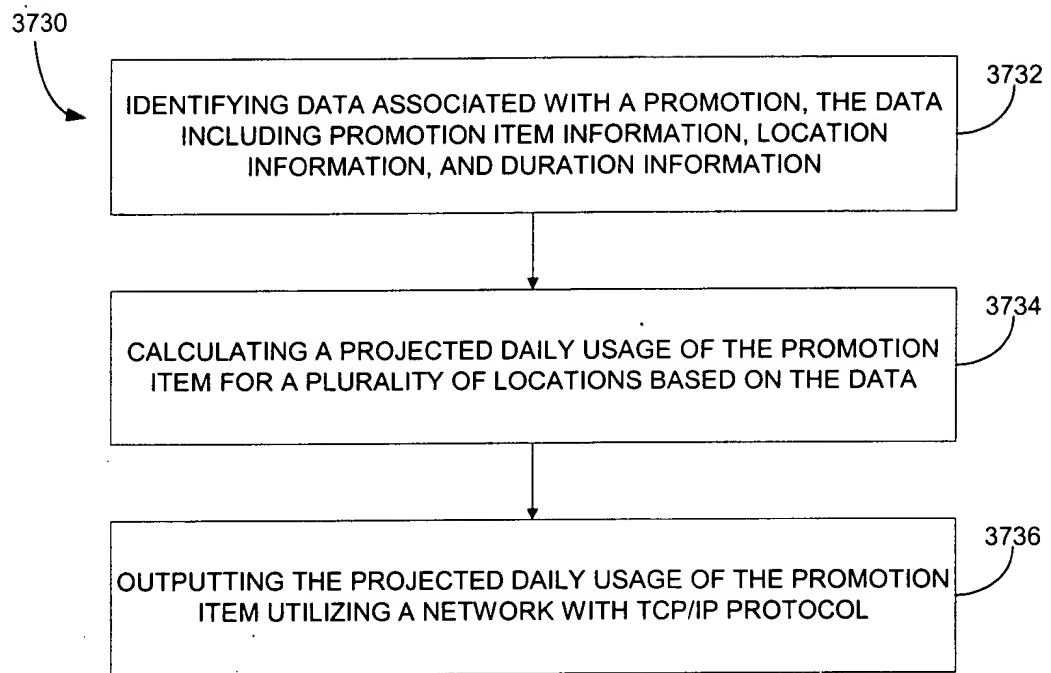 3730
3732
IDENTIFYING DATA ASSOCIATED WITH A PROMOTION, THE DATA
INCLUDING PROMOTION ITEM INFORMATION, LOCATION
INFORMATION, AND DURATION INFORMATION
3734
CALCULATING A PROJECTED DAILY USAGE OF THE PROMOTION
ITEM FOR A PLURALITY OF LOCATIONS BASED ON THE DATA
3736
OUTPUTTING THE PROJECTED DAILY USAGE OF THE PROMOTION
ITEM UTILIZING A NETWORK WITH TCP/IP PROTOCOL